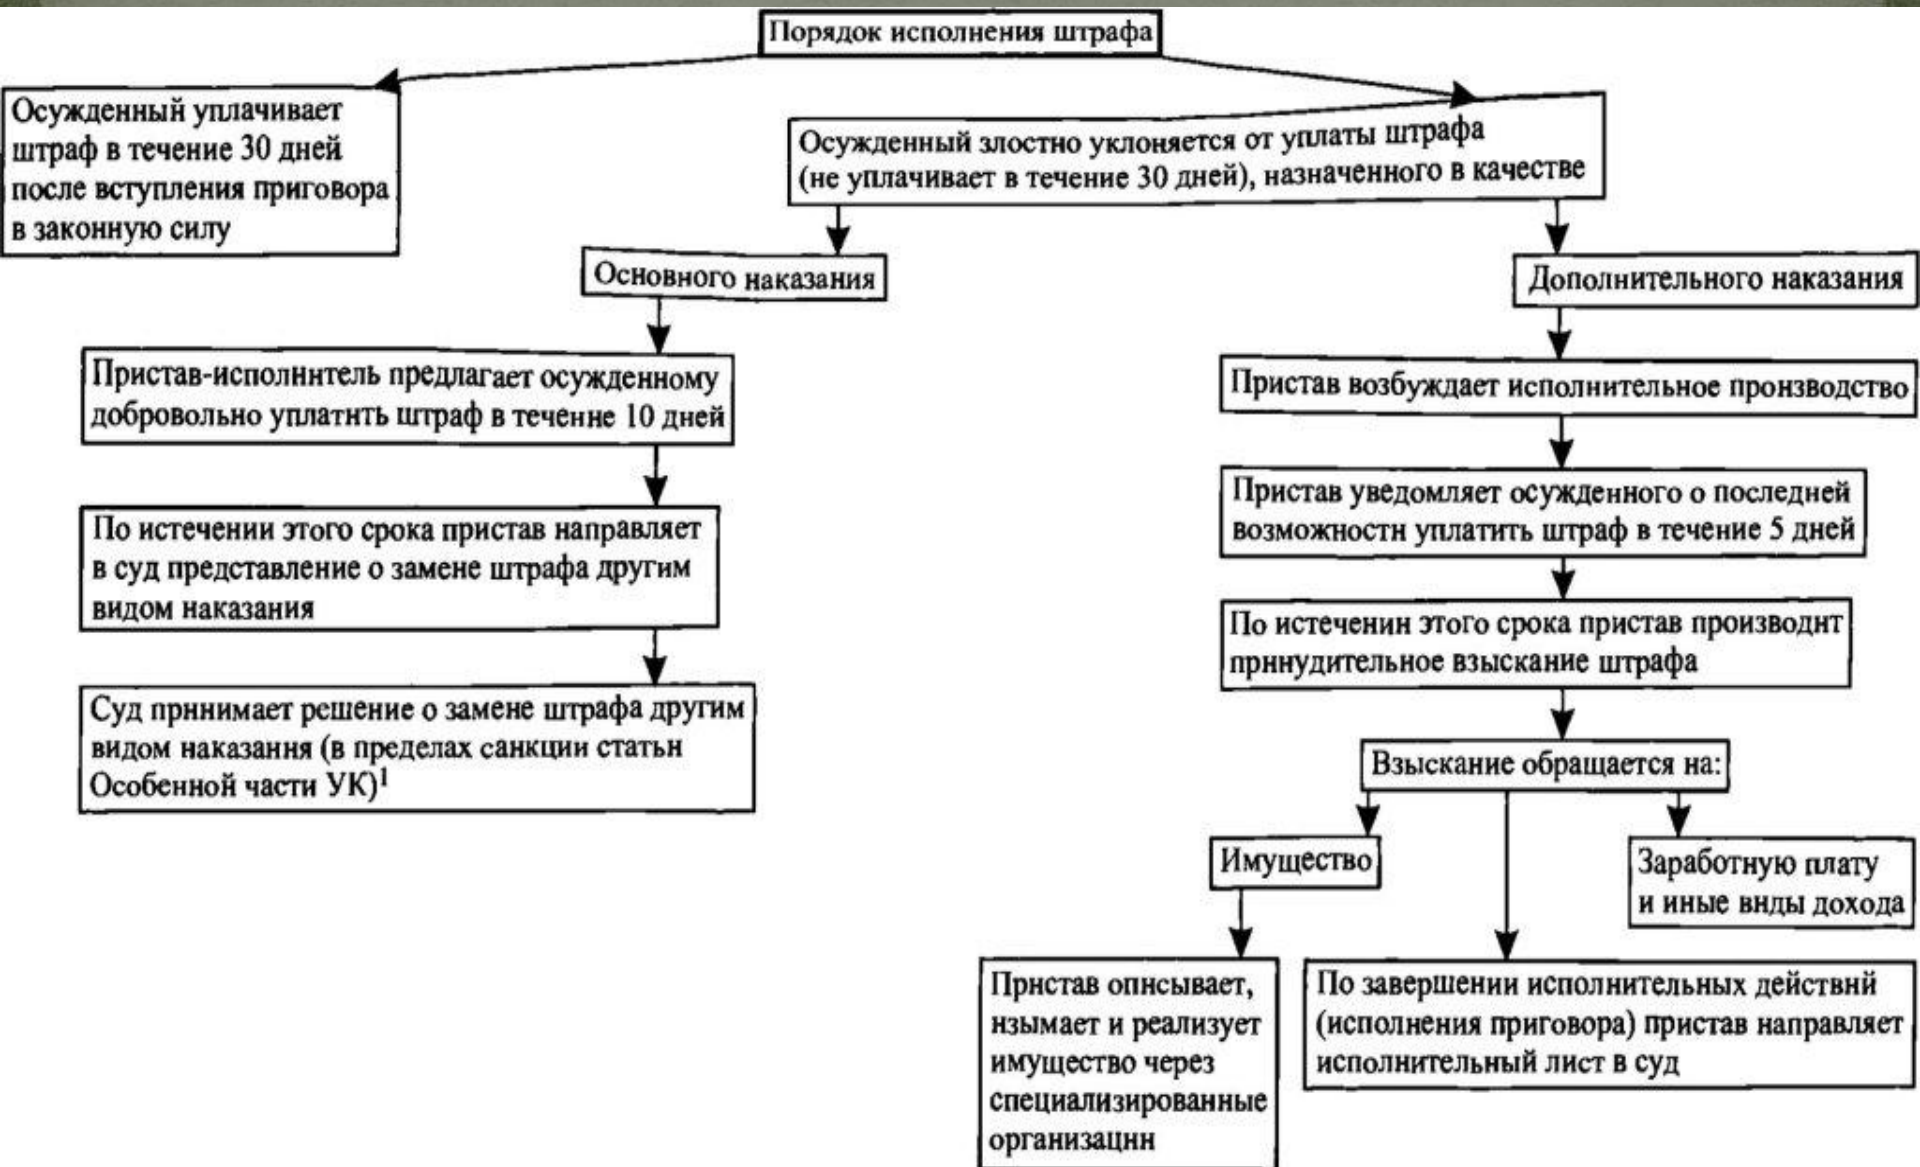 Порядок исполнения штрафа
Осужденный уплачивает
штраф в течение 30 дней
после вступления приговора
в законную силу
Осужденный злостно уклоняется от уплаты штрафа
(не уплачивает в течение 30 дней), назначенного в качестве
Основного наказания
Пристав-исполнитель предлагает осужденному
добровольно уплатить штраф в течение 10 дней
По истечении этого срока пристав направляет
в суд представление о замене штрафа другим
видом наказания
Суд принимает решение о замене штрафа другим
видом наказания (в пределах санкции статьи
Особенной части УК)¹
Дополнительного наказания
Пристав возбуждает исполнительное производство
Пристав уведомляет осужденного о последней
возможности уплатить штраф в течение 5 дней
По истечении этого срока пристав производит
принудительное взыскание штрафа
Взыскание обращается на:
Имущество
Заработную плату
и иные виды дохода
Пристав описывает,
изымает и реализует
имущество через
специализированные
организации
По завершении исполнительных действий
(исполнения приговора) пристав направляет
исполнительный лист в суд